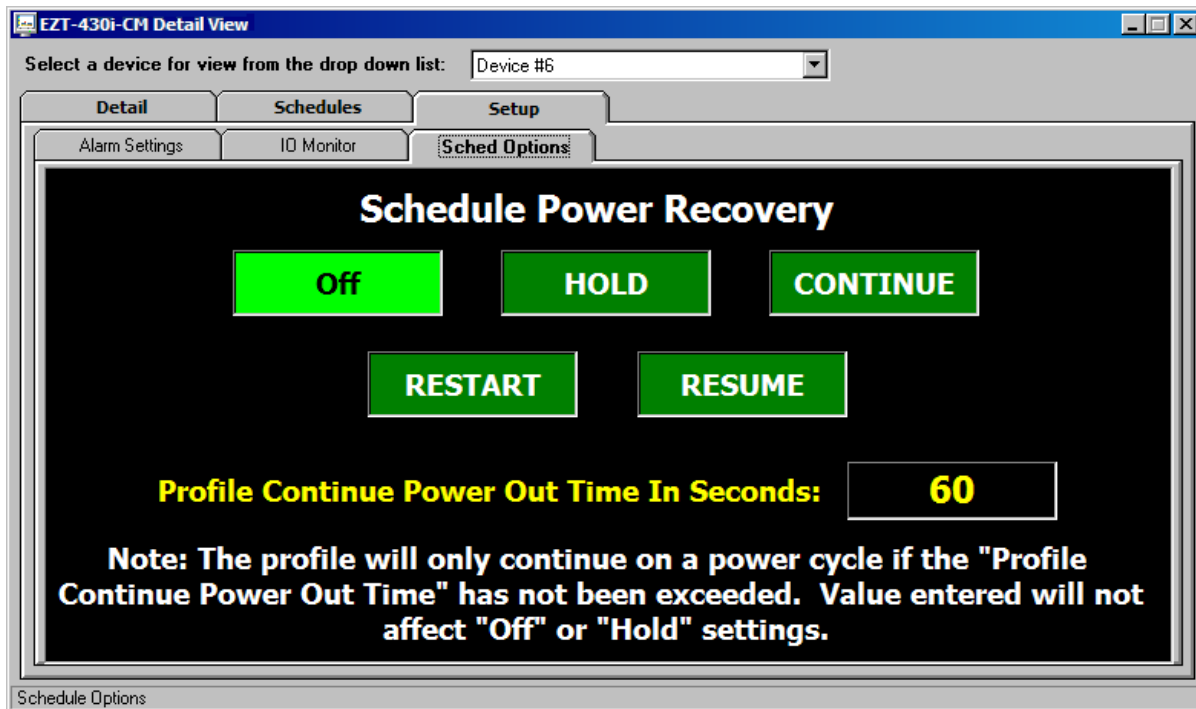 EZT-430i-CM Detail View
Select a device for view from the drop down list: Device #6
Detail Schedules Setup
Alarm Settings IO Monitor Sched Options
Schedule Power Recovery
Off HOLD CONTINUE
RESTART RESUME
Profile Continue Power Out Time In Seconds: 60
Note: The profile will only continue on a power cycle if the "Profile
Continue Power Out Time" has not been exceeded. Value entered will not
affect "Off" or "Hold" settings.
Schedule Options